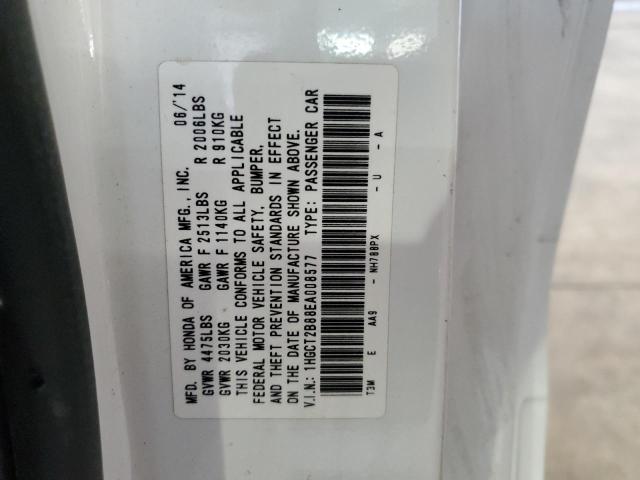 MFD. BY HONDA OF AMERICA MFG., INC. 06/'14
GVWR 4475LBS GAWR F 2513LBS R 2006LBS
GVWR 2030KG GAWR F 1140KG R 910KG
THIS VEHICLE CONFORMS TO ALL APPLICABLE
FEDERAL MOTOR VEHICLE SAFETY, BUMPER,
AND THEFT PREVENTION STANDARDS IN EFFECT
ON THE DATE OF MANUFACTURE SHOWN ABOVE.
V.I.N.: 1HGCT2B88EA008577 TYPE: PASSENGER CAR
T3M E AA9 - NH788PX - U - A